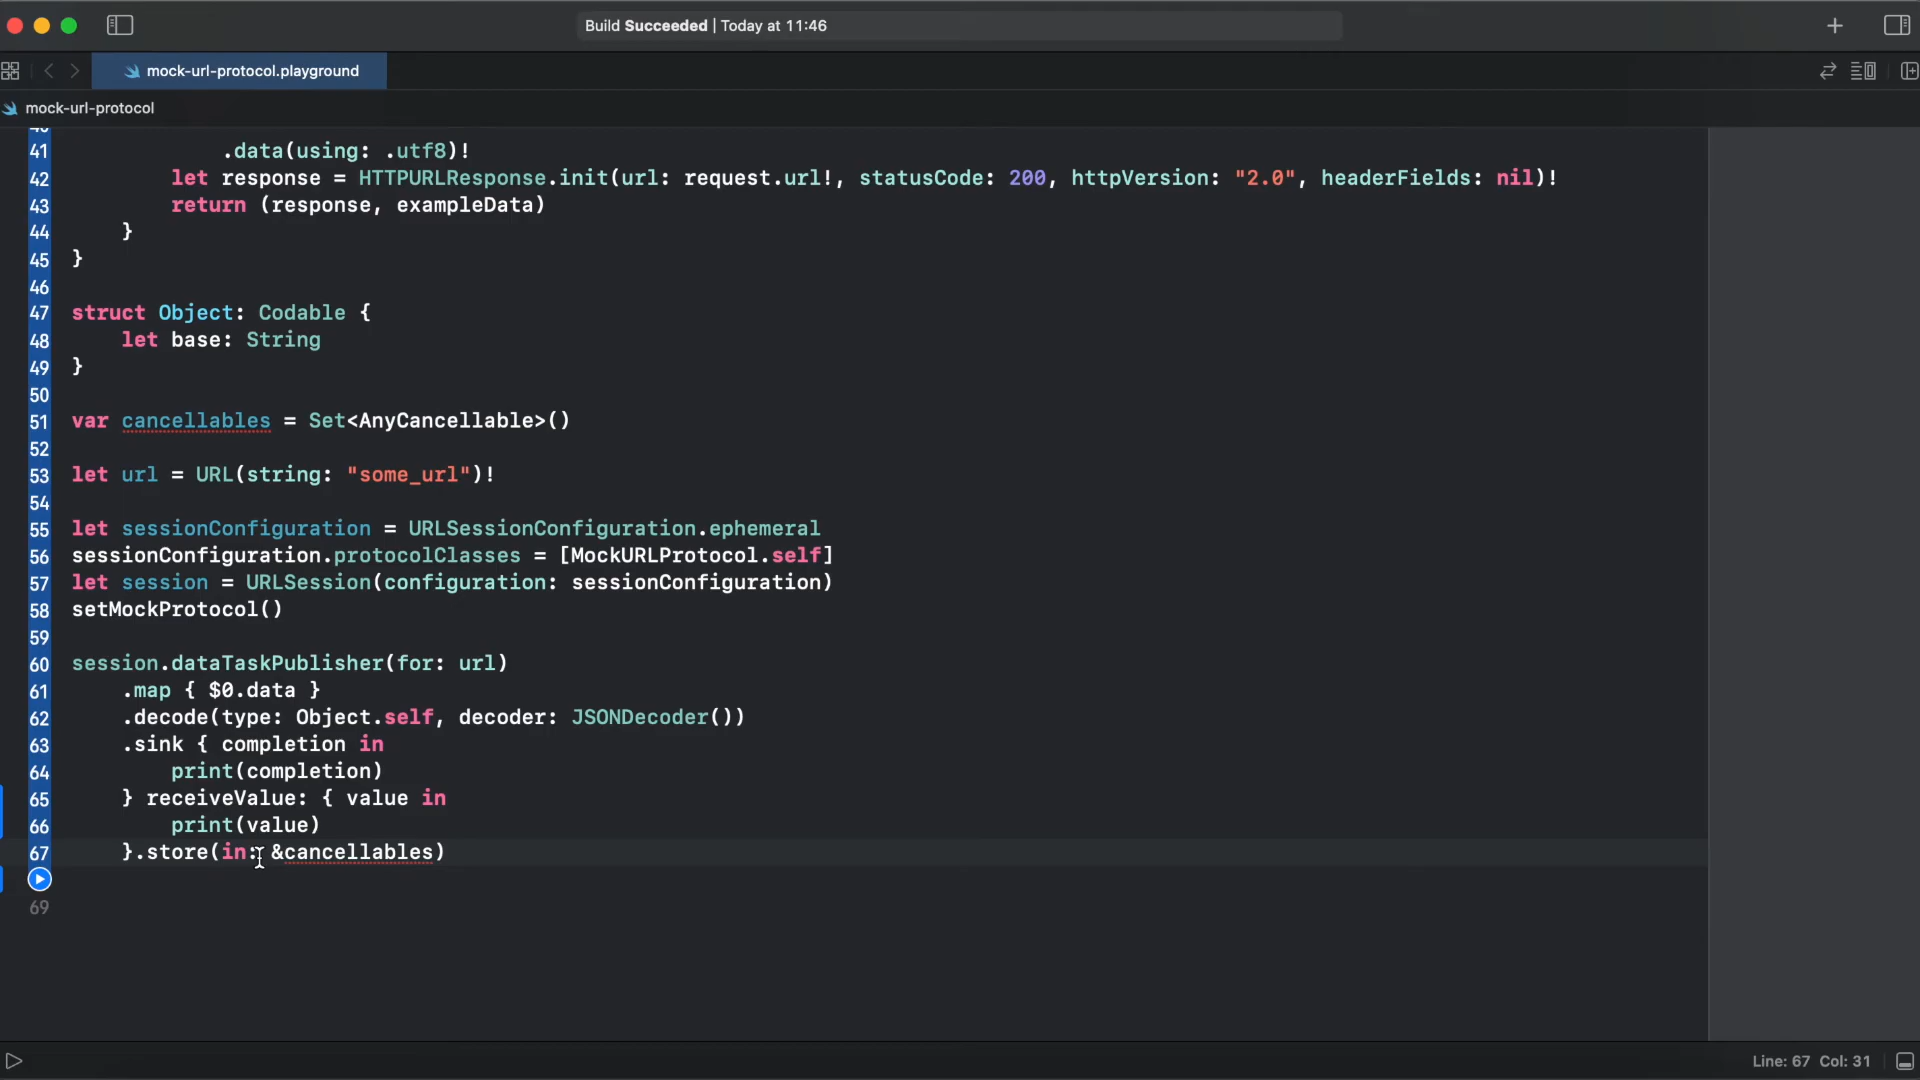 Build Succeeded | Today at 11:46
mock-url-protocol.playground
mock-url-protocol
41 .data(using: .utf8)!
42 let response = HTTPURLResponse.init(url: request.url!, statusCode: 200, httpVersion: "2.0", headerFields: nil)!
43 return (response, exampleData)
44 }
45 }
46
47 struct Object: Codable {
48 let base: String
49 }
50
51 var cancellables = Set<AnyCancellable>()
52
53 let url = URL(string: "some_url")!
54
55 let sessionConfiguration = URLSessionConfiguration.ephemeral
56 sessionConfiguration.protocolClasses = [MockURLProtocol.self]
57 let session = URLSession(configuration: sessionConfiguration)
58 setMockProtocol()
59
60 session.dataTaskPublisher(for: url)
61 .map { $0.data }
62 .decode(type: Object.self, decoder: JSONDecoder())
63 .sink { completion in
64 print(completion)
65 } receiveValue: { value in
66 print(value)
67 }.store(in: &cancellables)
69
Line: 67 Col: 31